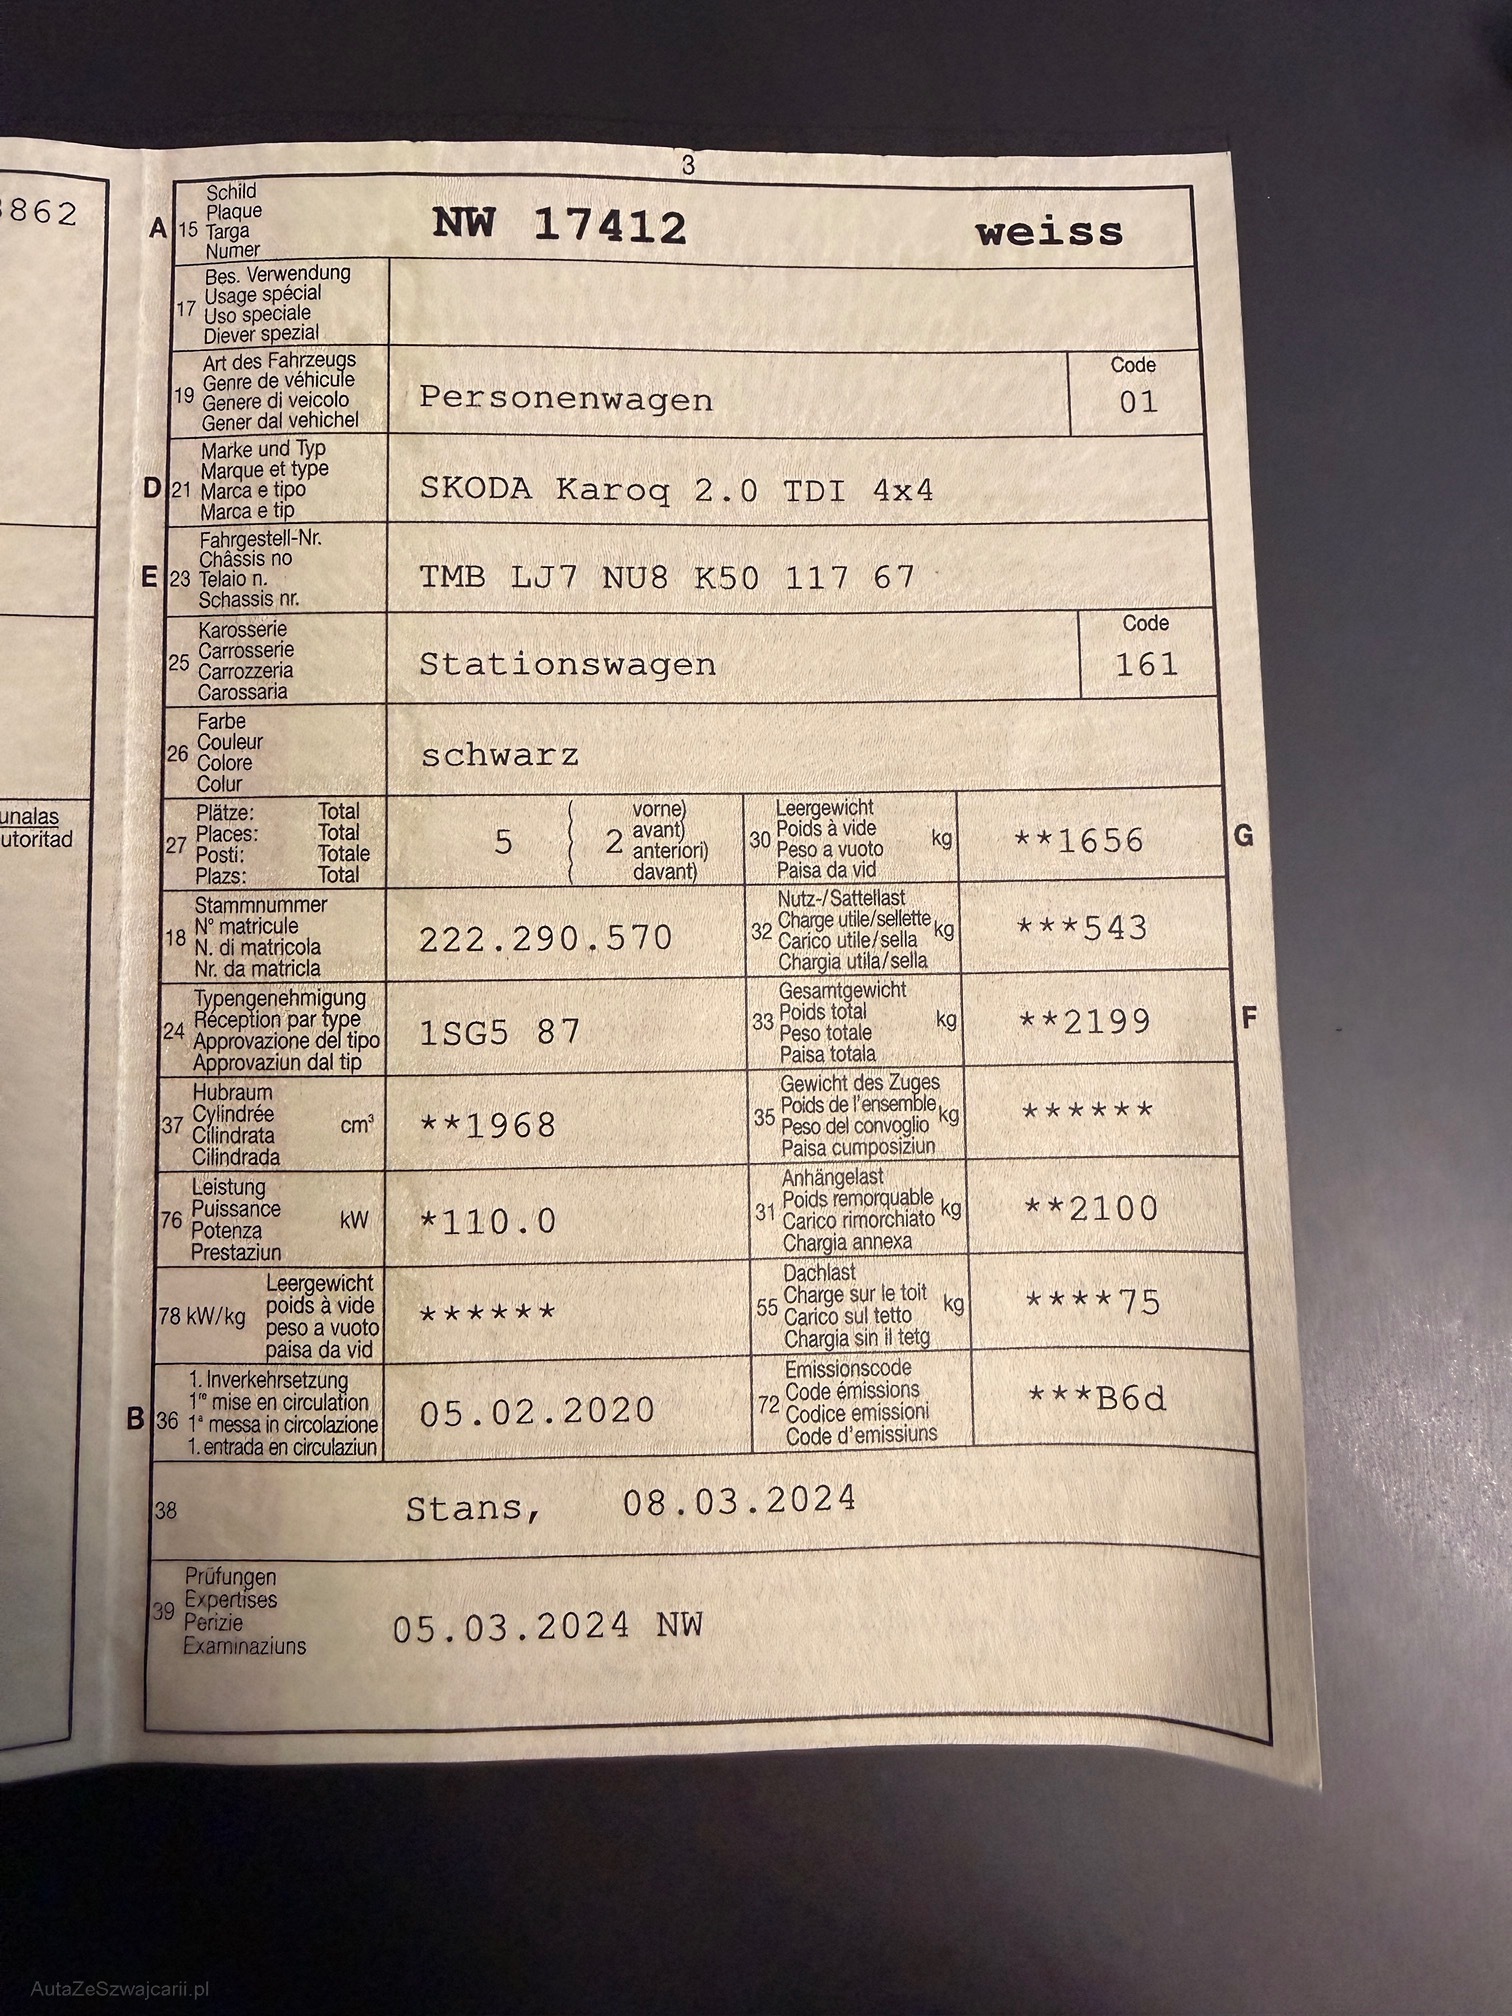 3
862
unalas
utoritad
A 15 Schild
Plaque
Targa
Numer
NW 17412 weiss
17 Bes. Verwendung
Usage spécial
Uso speciale
Diever spezial
19 Art des Fahrzeugs
Genre de véhicule
Genere di veicolo
Gener dal vehichel
Personenwagen
Code
01
D 21 Marke und Typ
Marque et type
Marca e tipo
Marca e tip
SKODA Karoq 2.0 TDI 4x4
E 23 Fahrgestell-Nr.
Châssis no
Telaio n.
Schassis nr.
TMB LJ7 NU8 K50 117 67
25 Karosserie
Carrosserie
Carrozzeria
Carossaria
Stationswagen
Code
161
26 Farbe
Couleur
Colore
Colur
schwarz
27 Plätze: Total
Places: Total
Posti: Totale
Plazs: Total
5 ( 2 vorne)
avant)
anteriori)
davant)
30 Leergewicht
Poids à vide
Peso a vuoto
Paisa da vid
kg
**1656
G
18 Stammnummer
N° matricule
N. di matricola
Nr. da matricla
222.290.570
32 Nutz-/Sattellast
Charge utile/sellette
Carico utile/sella
Chargia utila/sella
kg
***543
24 Typengenehmigung
Réception par type
Approvazione del tipo
Approvaziun dal tip
1SG5 87
33 Gesamtgewicht
Poids total
Peso totale
Paisa totala
kg
**2199
F
37 Hubraum
Cylindrée
Cilindrata
Cilindrada
cm³
**1968
35 Gewicht des Zuges
Poids de l'ensemble
Peso del convoglio
Paisa cumposiziun
kg
******
76 Leistung
Puissance
Potenza
Prestaziun
kW
*110.0
31 Anhängelast
Poids remorquable
Carico rimorchiato
Chargia annexa
kg
**2100
78 kW/kg Leergewicht
poids à vide
peso a vuoto
paisa da vid
******
55 Dachlast
Charge sur le toit
Carico sul tetto
Chargia sin il tetg
kg
****75
B 36 1. Inverkehrsetzung
1re mise en circulation
1a messa in circolazione
1. entrada en circulaziun
05.02.2020
72 Emissionscode
Code émissions
Codice emissioni
Code d'emissiuns
***B6d
38 Stans, 08.03.2024
39 Prüfungen
Expertises
Perizie
Examinaziuns
05.03.2024 NW
AutaZeSzwajcarii.pl